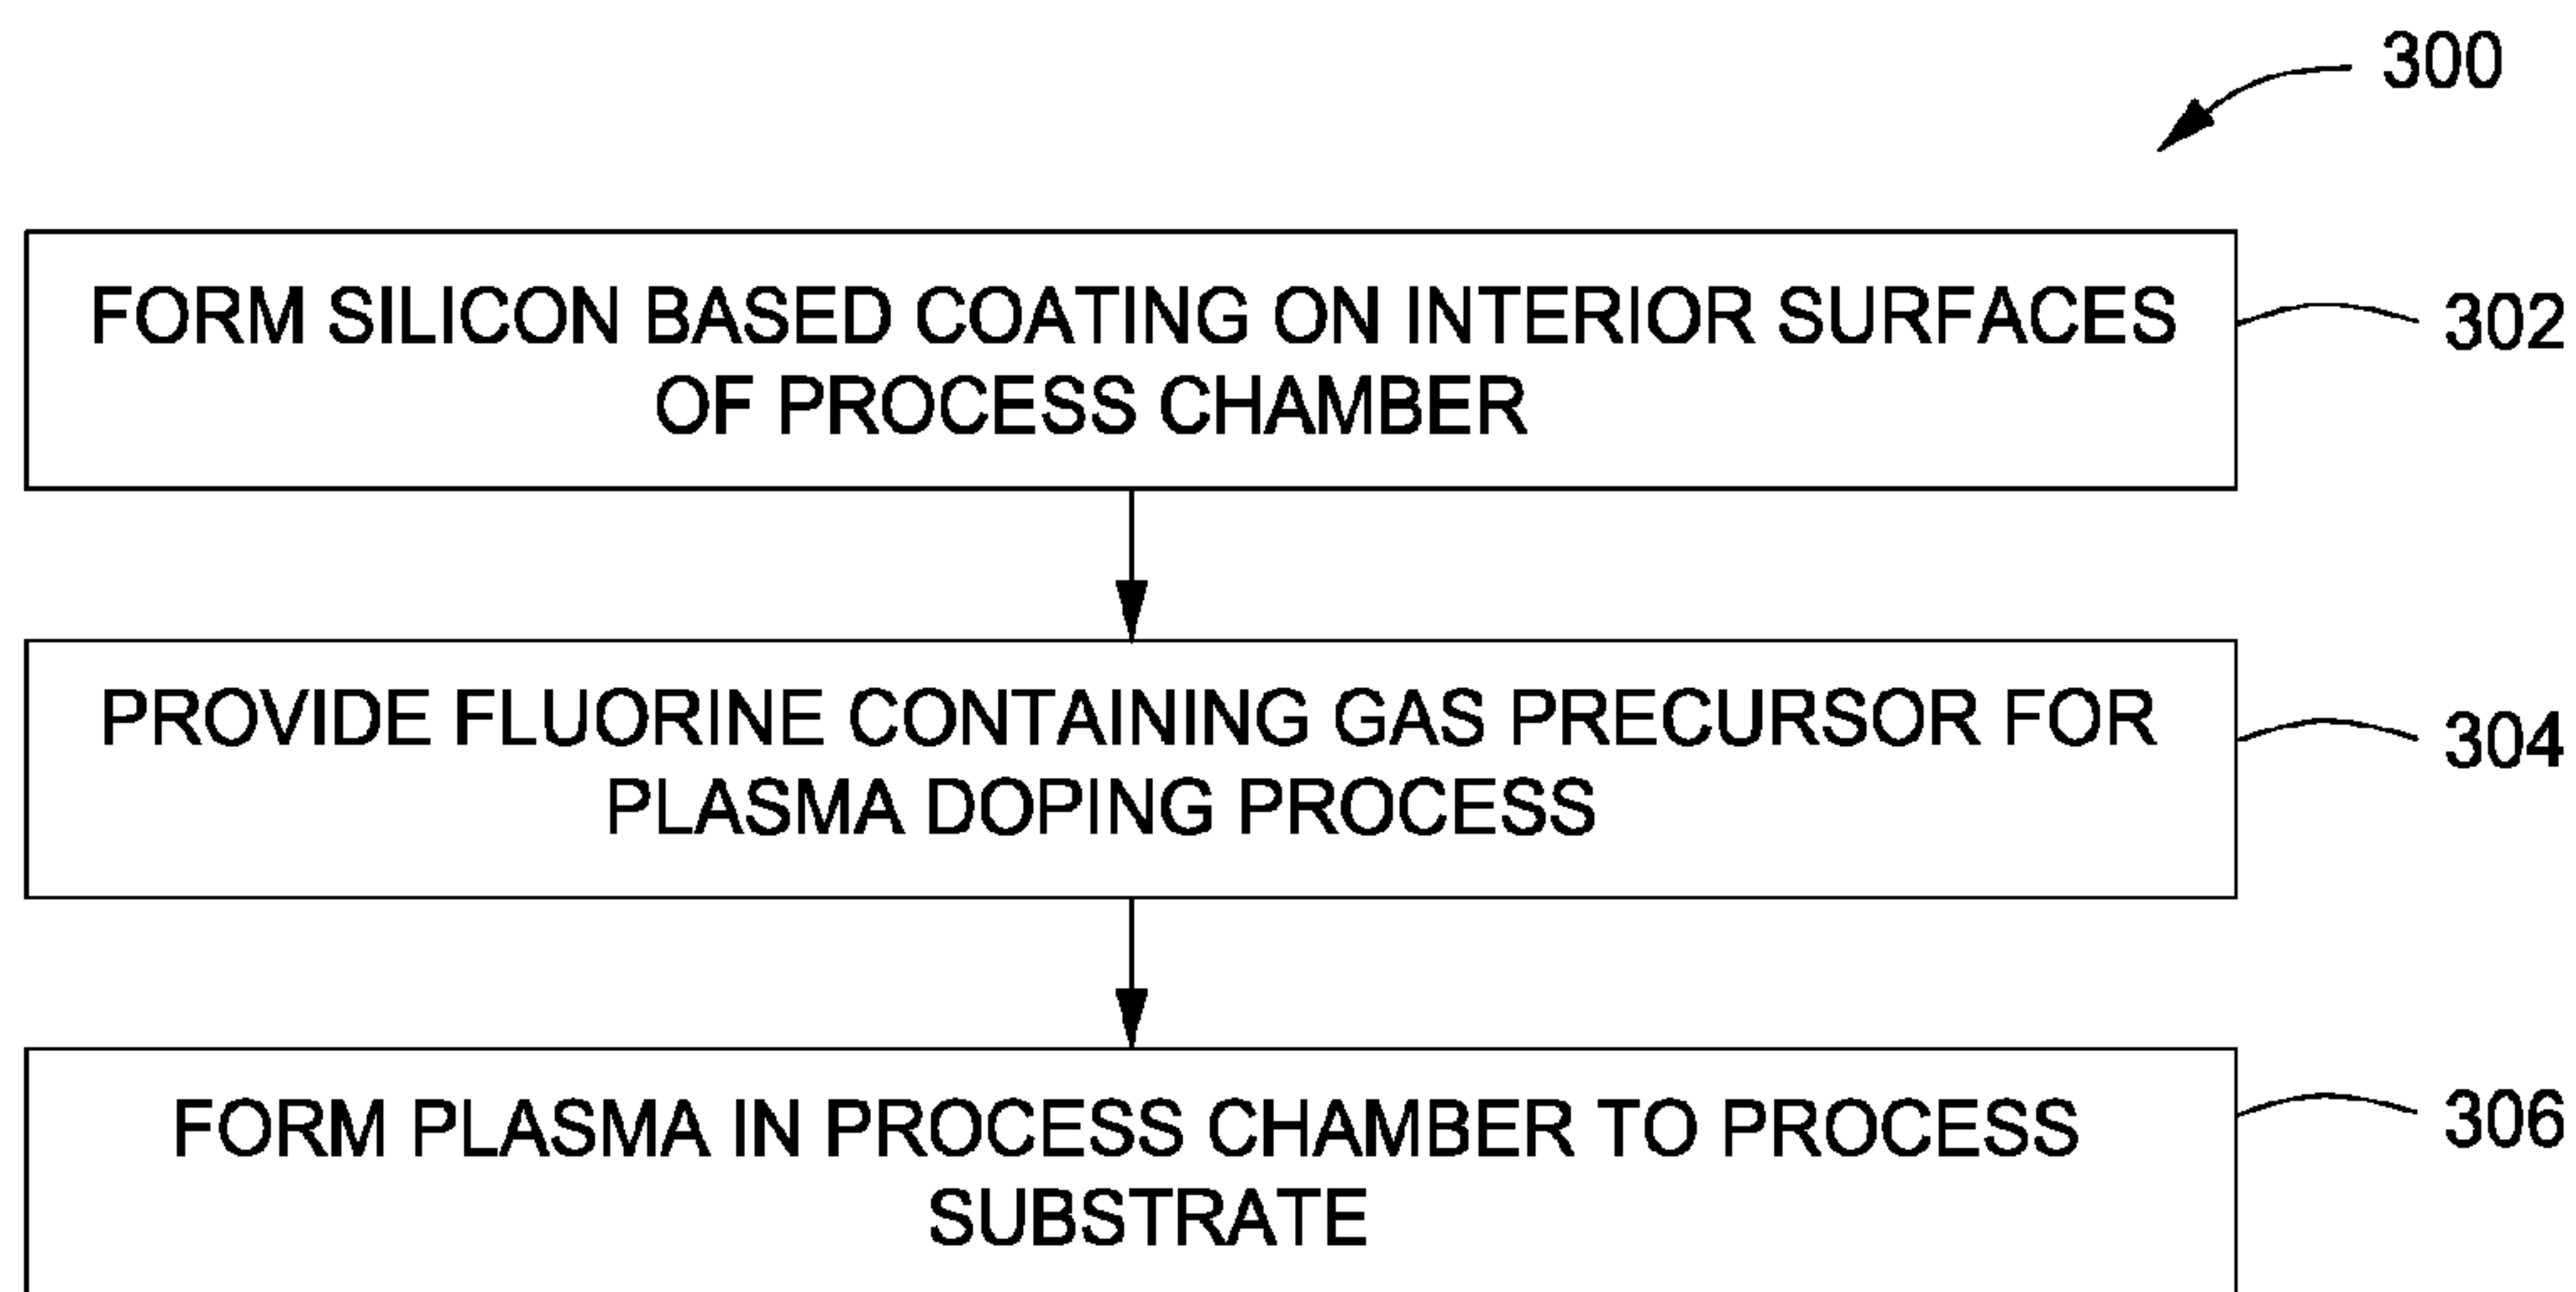 300
FORM SILICON BASED COATING ON INTERIOR SURFACES
OF PROCESS CHAMBER
302
PROVIDE FLUORINE CONTAINING GAS PRECURSOR FOR
PLASMA DOPING PROCESS
304
FORM PLASMA IN PROCESS CHAMBER TO PROCESS
SUBSTRATE
306